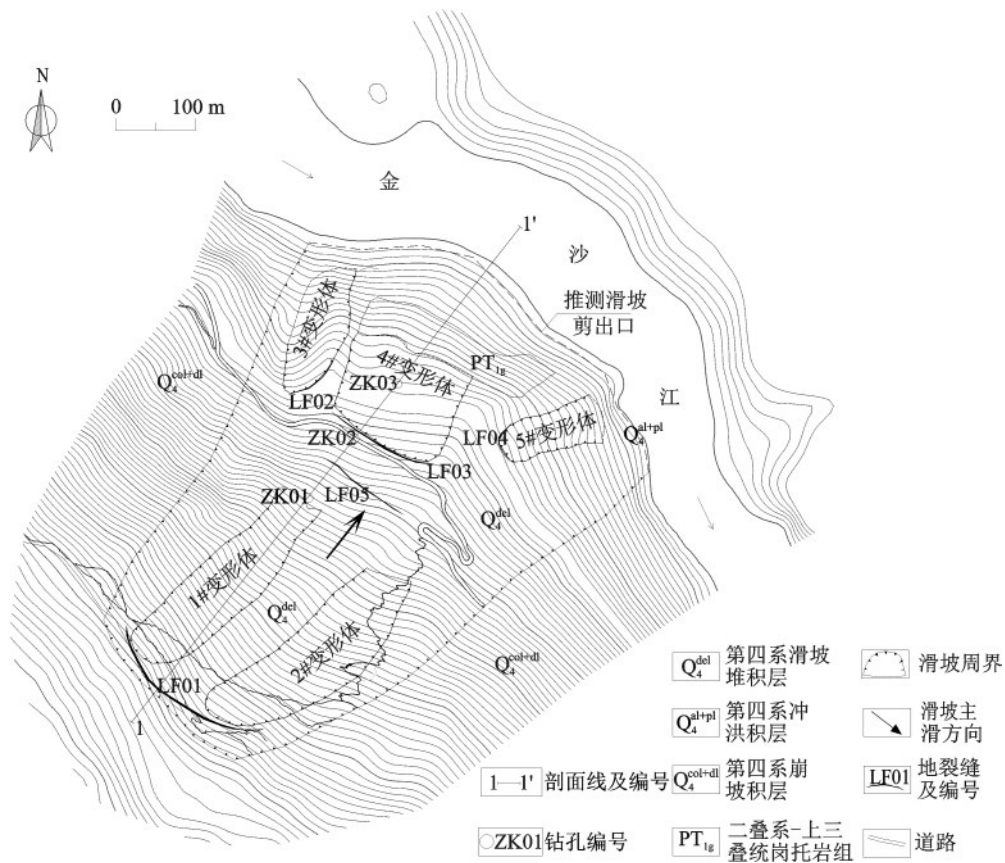 N
0 100 m
金
1'
沙
推测滑坡
剪出口
3#变形体
4#变形体
PT1g
江
Q4col+dl
ZK03
LF02
ZK02
LF04
5#变形体
Q4al+pl
LF03
ZK01
LF05
Q4del
1#变形体
Q4del
2#变形体
Q4col+dl
LF01
1
Q4del 第四系滑坡
堆积层
滑坡周界
Q4al+pl 第四系冲
洪积层
滑坡主
滑方向
1—1' 剖面线及编号
Q4col+dl 第四系崩
坡积层
LF01 地裂缝
及编号
ZK01 钻孔编号
PT1g 二叠系-上三
叠统岗托岩组
道路